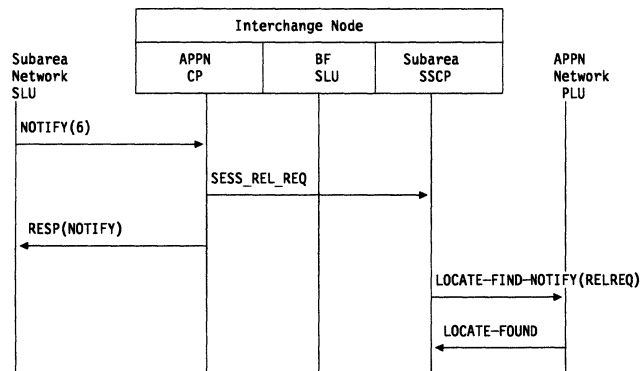 Interchange Node
Subarea
Network
SLU
APPN
CP
BF
SLU
Subarea
SSCP
APPN
Network
PLU
NOTIFY(6)
SESS_REL_REQ
RESP(NOTIFY)
LOCATE—FIND—NOTIFY(RELREQ)
LOCATE—FOUND